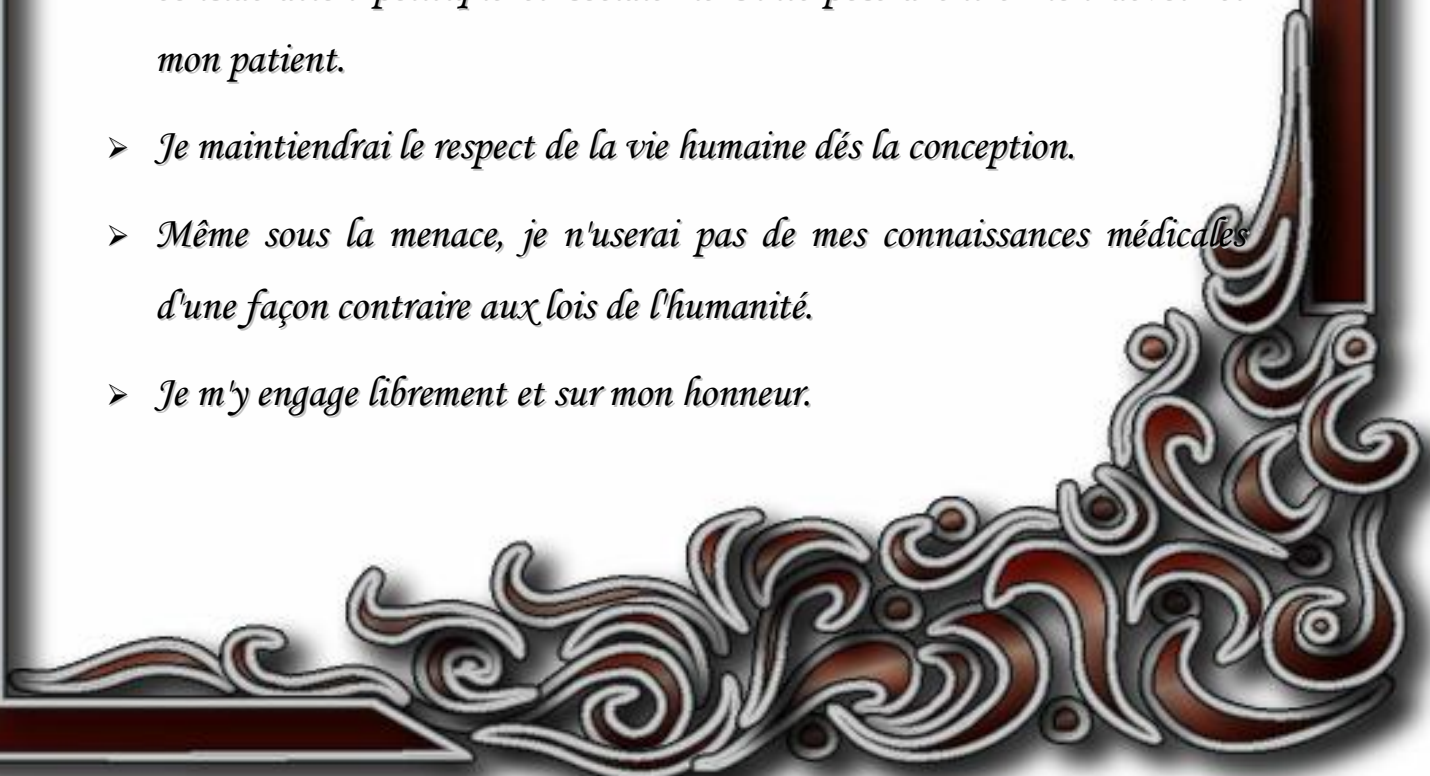 mon patient.
➢ Je maintiendrai le respect de la vie humaine dés la conception.
➢ Même sous la menace, je n'userai pas de mes connaissances médicales
d'une façon contraire aux lois de l'humanité.
➢ Je m'y engage librement et sur mon honneur.